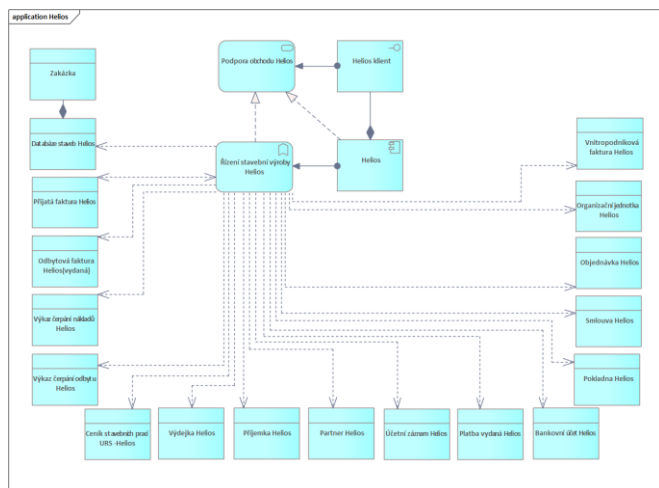 application Helios
Podpora obchodu Helios
Helios klient
Zakázka
Databáze staveb Helios
Řízení stavební výroby
Helios
Helios
Vnitropodniková
faktura Helios
Přijatá faktura Helios
Organizační jednotka
Helios
Odbytová faktura
Helios(vydaná)
Objednávka Helios
Výkaz čerpání nákladů
Helios
Smlouva Helios
Výkaz čerpání odbytu
Helios
Pokladna Helios
Ceník stavebních prací
URS -Helios
Výdejka Helios
Příjemka Helios
Partner Helios
Účetní záznam Helios
Platba vydaná Helios
Bankovní účet Helios